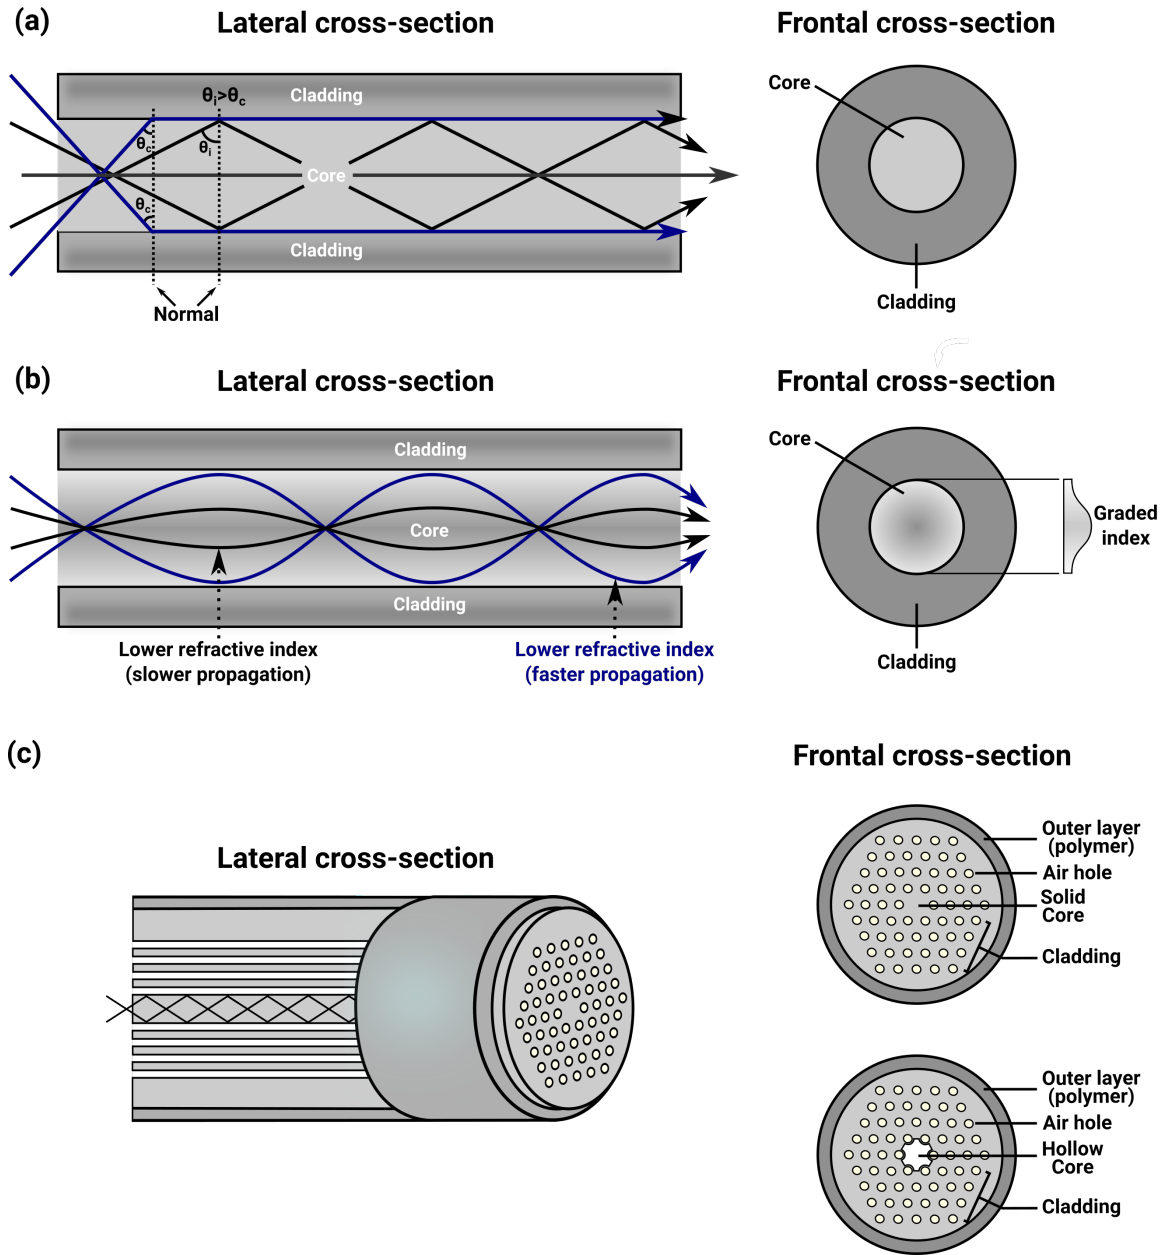 (a)
Lateral cross-section
Frontal cross-section
Cladding
θi>θc
θc
θi
Core
θc
Cladding
Normal
Core
Cladding
(b)
Lateral cross-section
Frontal cross-section
Cladding
Core
Cladding
Lower refractive index
(slower propagation)
Lower refractive index
(faster propagation)
Core
Graded
index
Cladding
(c)
Lateral cross-section
Frontal cross-section
Outer layer
(polymer)
Air hole
Solid
Core
Cladding
Outer layer
(polymer)
Air hole
Hollow
Core
Cladding